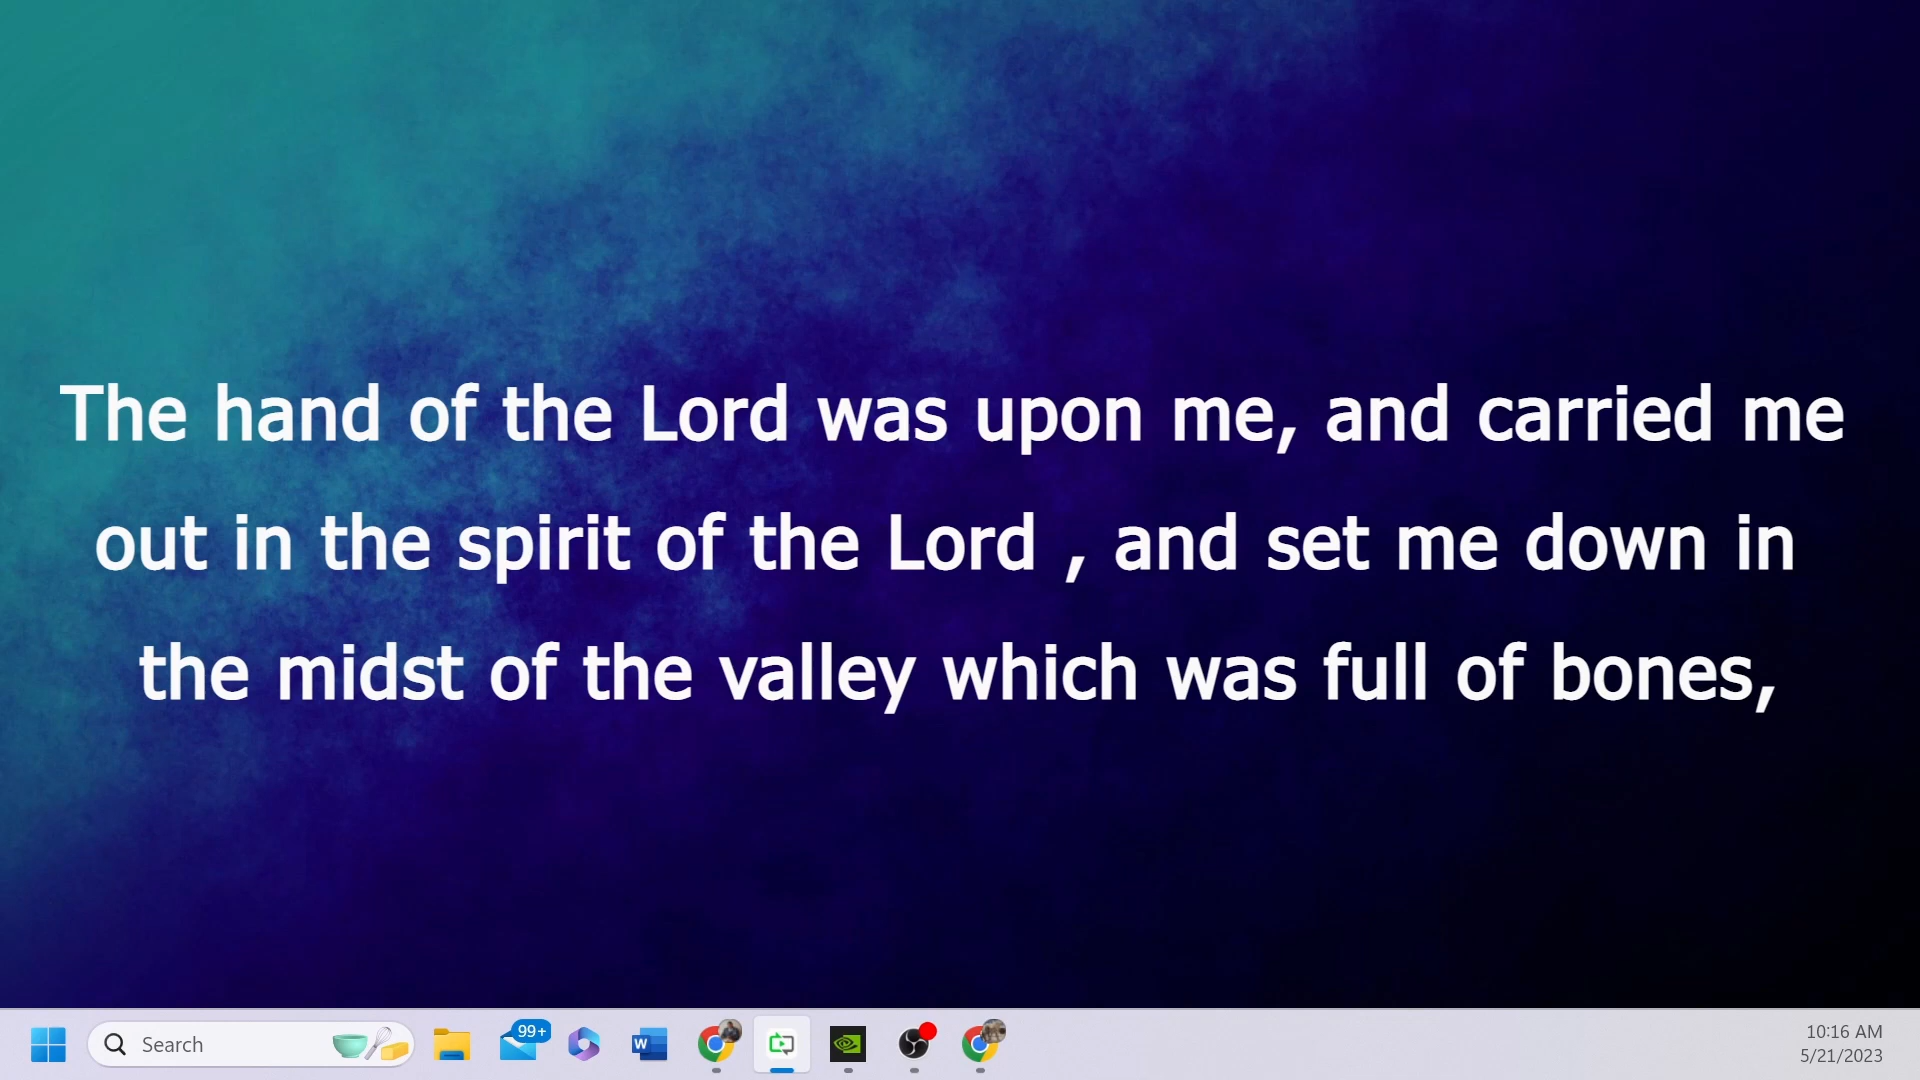 The hand of the Lord was upon me, and carried me
out in the spirit of the Lord , and set me down in
the midst of the valley which was full of bones,
Search
99+
W
10:16 AM
5/21/2023